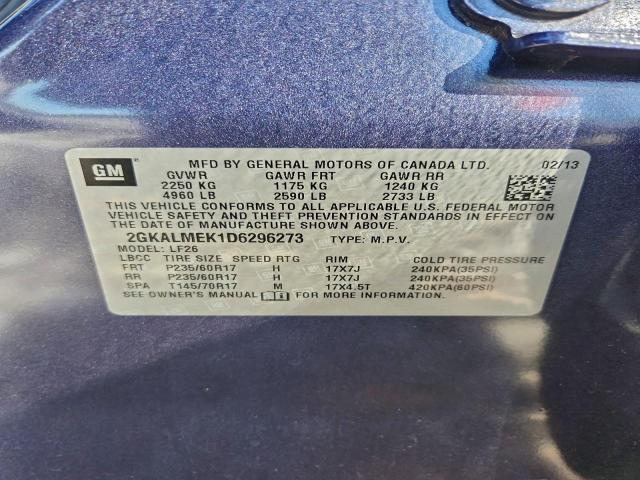 GM
MFD BY GENERAL MOTORS OF CANADA LTD. 02/13
GVWR GAWR FRT GAWR RR
2250 KG 1175 KG 1240 KG
4960 LB 2590 LB 2733 LB
THIS VEHICLE CONFORMS TO ALL APPLICABLE U.S. FEDERAL MOTOR
VEHICLE SAFETY AND THEFT PREVENTION STANDARDS IN EFFECT ON THE
DATE OF MANUFACTURE SHOWN ABOVE.
2GKALMEK1D6296273 TYPE: M.P.V.
MODEL: LF26
LBCC TIRE SIZE SPEED RTG RIM COLD TIRE PRESSURE
FRT P235/60R17 H 17X7J 240KPA(35PSI)
RR P235/60R17 H 17X7J 240KPA(35PSI)
SPA T145/70R17 M 17X4.5T 420KPA(60PSI)
SEE OWNER'S MANUAL FOR MORE INFORMATION.